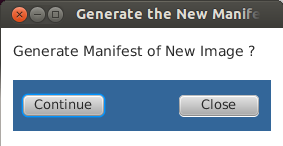 Generate the New Manife
Generate Manifest of New Image ?
Continue
Close